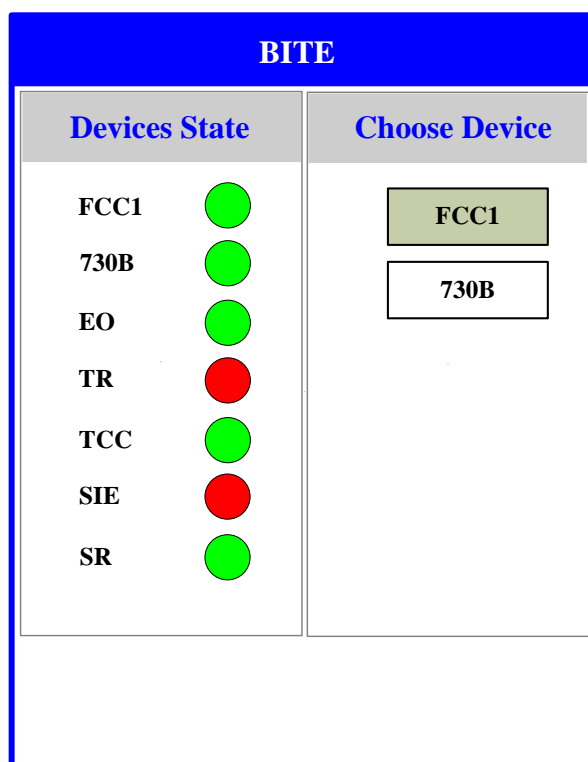 BITE
Devices State
FCC1
730B
EO
TR
TCC
SIE
SR
Choose Device
FCC1
730B